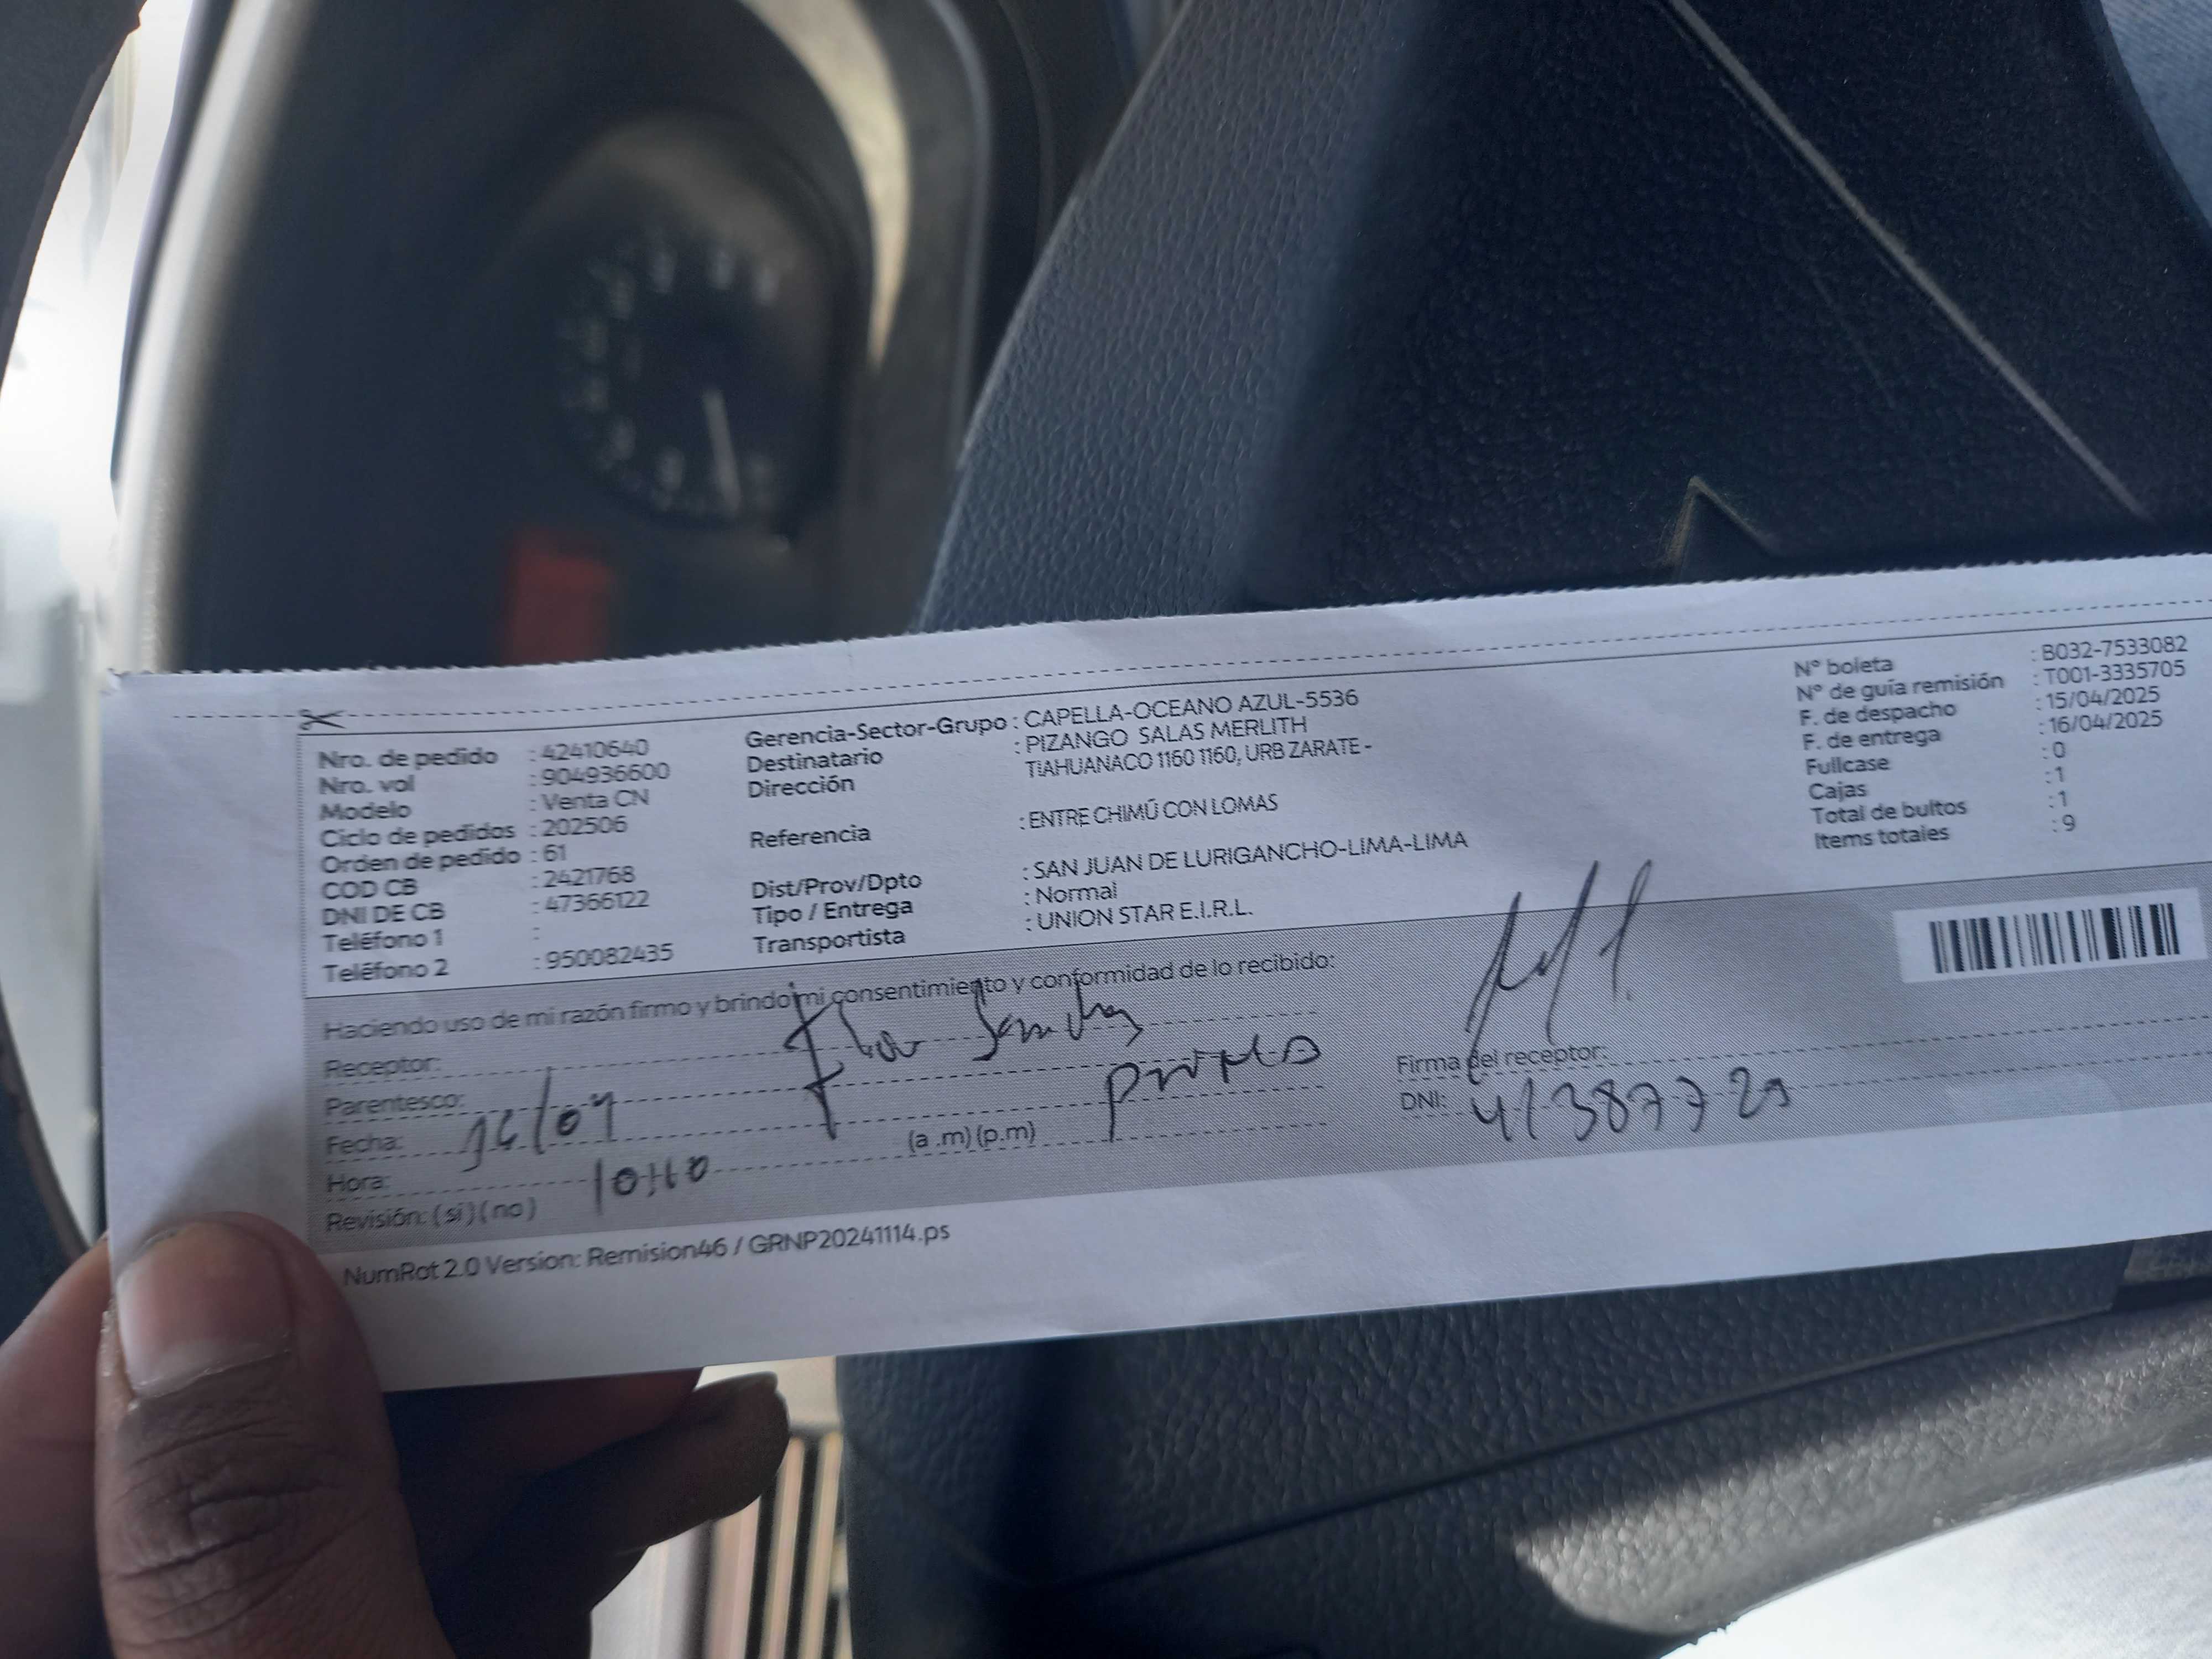 Nro. de pedido : 42410640
Nro. vol : 904936600
Modelo : Venta CN
Ciclo de pedidos : 202506
Orden de pedido : 61
COD CB : 2421768
DNI DE CB : 47366122
Teléfono 1 :
Teléfono 2 : 950082435
Gerencia-Sector-Grupo : CAPELLA-OCEANO AZUL-5536
Destinatario : PIZANGO SALAS MERLITH
Dirección TIAHUANACO 1160 1160, URB ZARATE -
Referencia : ENTRE CHIMÚ CON LOMAS
Dist/Prov/Dpto : SAN JUAN DE LURIGANCHO-LIMA-LIMA
Tipo / Entrega : Normal
Transportista : UNION STAR E.I.R.L.
N° boleta : B032-7533082
N° de guía remisión : T001-3335705
F. de despacho : 15/04/2025
F. de entrega : 16/04/2025
Fullcase : 0
Cajas : 1
Total de bultos : 1
Items totales : 9
Haciendo uso de mi razón firmo y brindo mi consentimiento y conformidad de lo recibido:
Receptor:
Parentesco:
Fecha: 16/04
Hora: (a .m) (p.m)
Revisión: ( si ) ( no )
Firma del receptor:
DNI: 41387729
NumRot 2.0 Version: Remision46 / GRNP20241114.ps